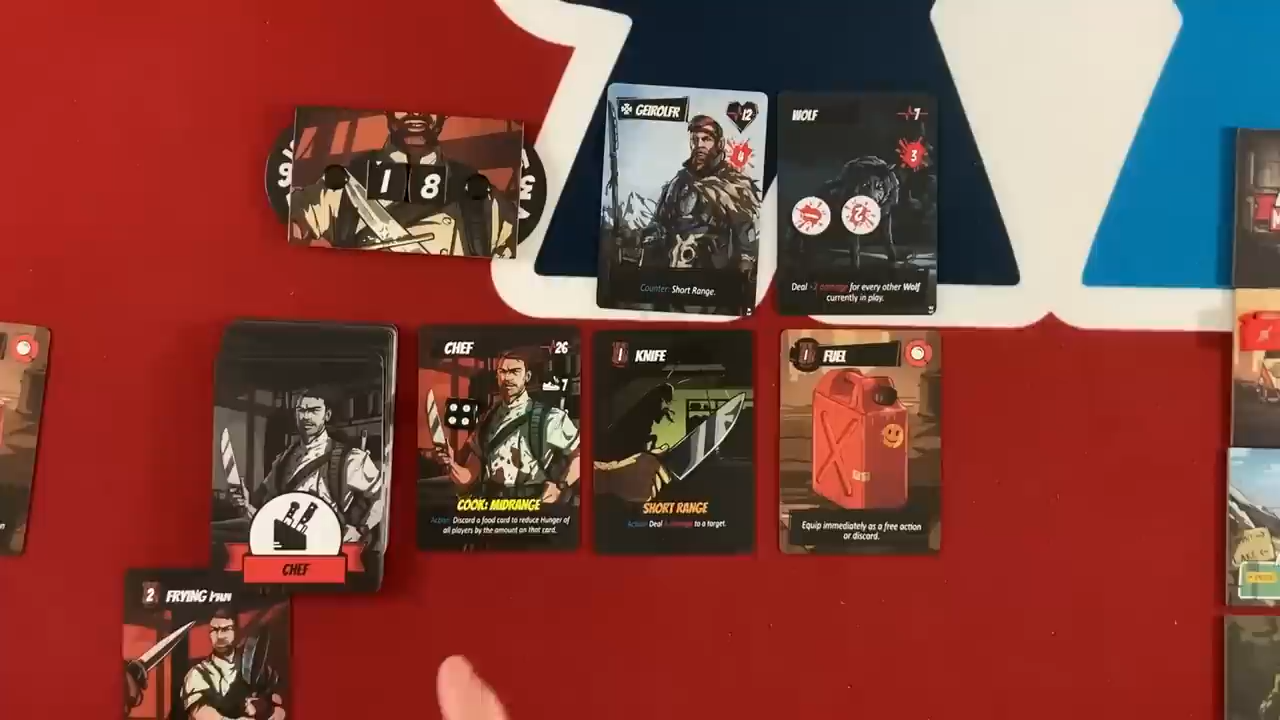 1 8
GEIROLFR
12
4
Counter: Short Range.
WOLF
7
3
2
Deal +2 damage for every other Wolf
currently in play.
CHEF
CHEF
26
7
COOK: MIDRANGE
Action: Discard a food card to reduce Hunger of
all players by the amount on that card.
1 KNIFE
SHORT RANGE
Action: Deal damage to a target.
1 FUEL
Equip immediately as a free action
or discard.
2 FRYING PAN